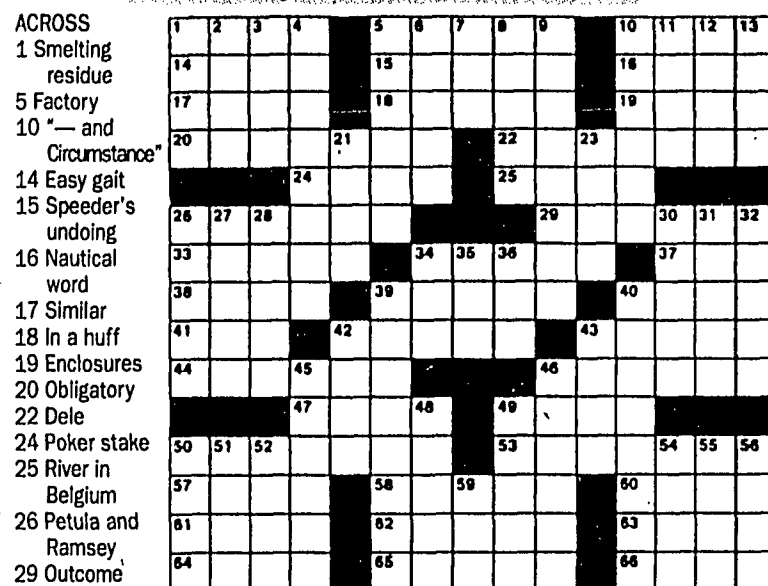 ACROSS
1 Smelting
residue
5 Factory
10 "— and
Circumstance"
14 Easy gait
15 Speeder's
undoing
16 Nautical
word
17 Similar
18 In a huff
19 Enclosures
20 Obligatory
22 Dele
24 Poker stake
25 River in
Belgium
26 Petula and
Ramsey
29 Outcome
1 2 3 4 5 6 7 8 9 10 11 12 13
14 15 16
17 18 19
20 21 22 23
24 25
26 27 28 29 30 31 32
33 34 35 36 37
38 39 40
41 42 43
44 45 46
47 48 49
50 51 52 53 54 55 56
57 58 59 60
61 62 63
64 65 66